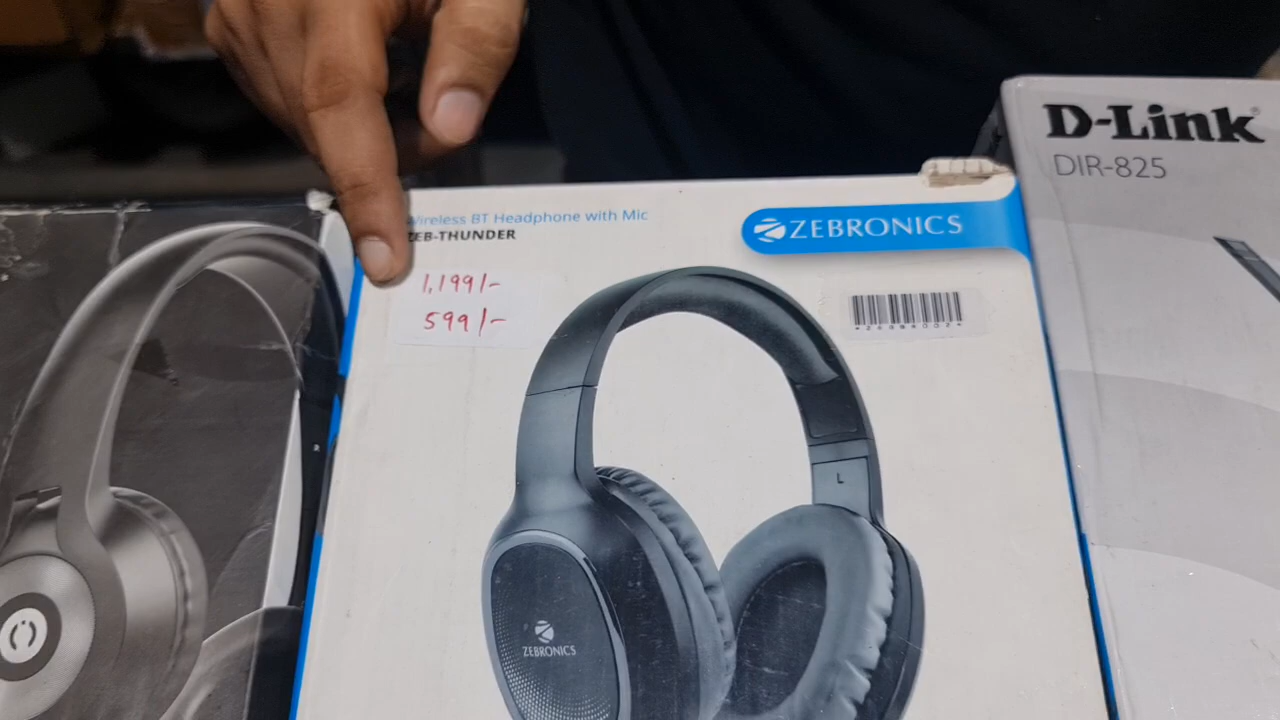 Wireless BT Headphone with Mic
ZEB-THUNDER
ZEBRONICS
1,199/-
599/-
L
ZEBRONICS
D-Link
DIR-825